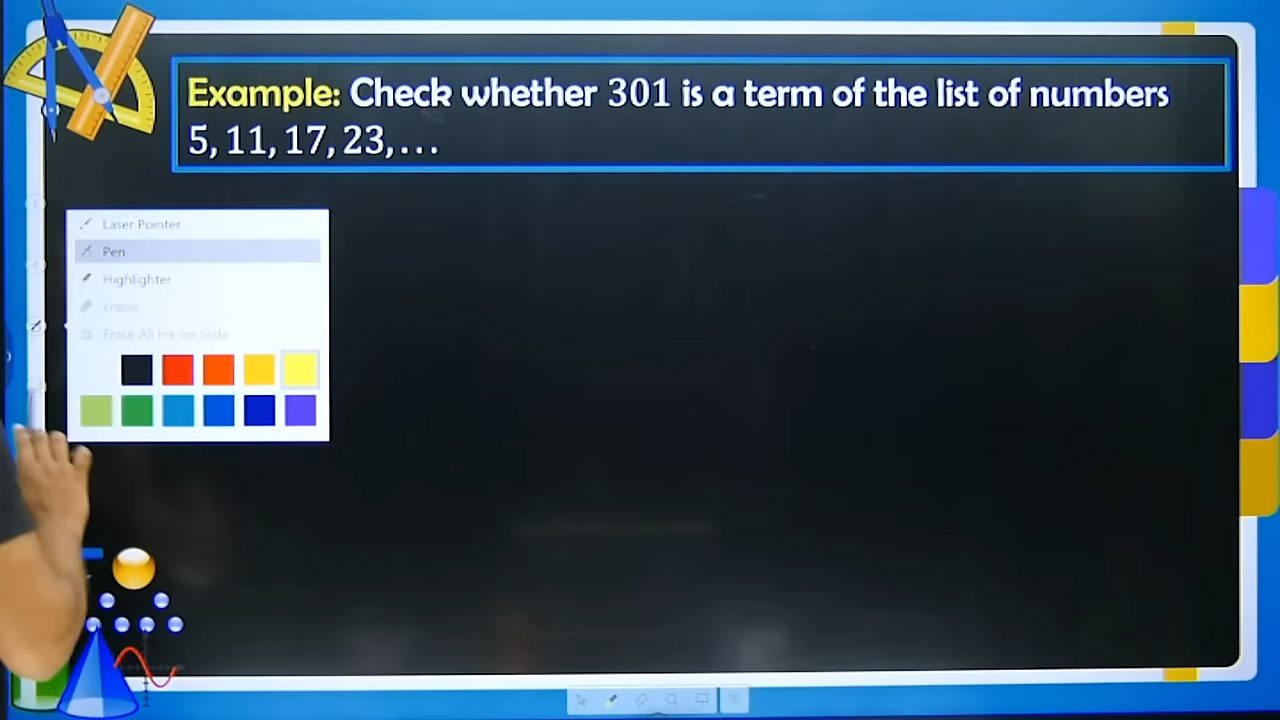 Example: Check whether 301 is a term of the list of numbers
5, 11, 17, 23, ...
Laser Pointer
Pen
Highlighter
Eraser
Erase All Ink on Slide